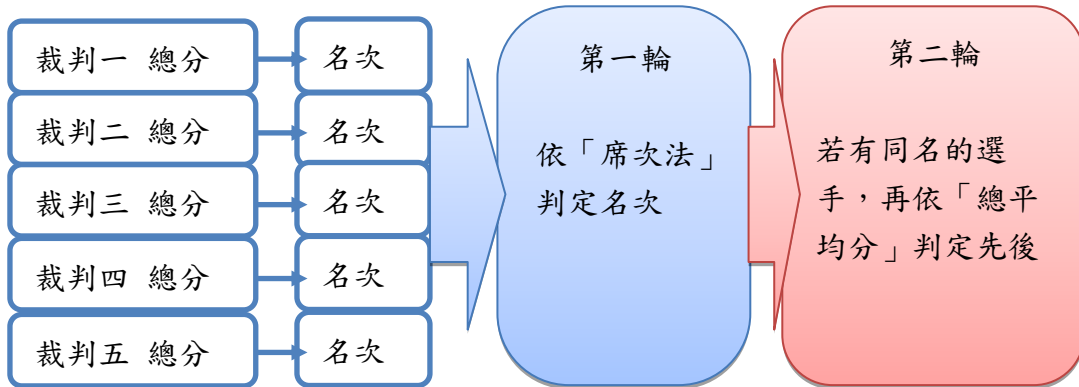 裁判一 總分
名次
裁判二 總分
名次
裁判三 總分
名次
裁判四 總分
名次
裁判五 總分
名次
第一輪
依「席次法」
判定名次
第二輪
若有同名的選
手，再依「總平
均分」判定先後